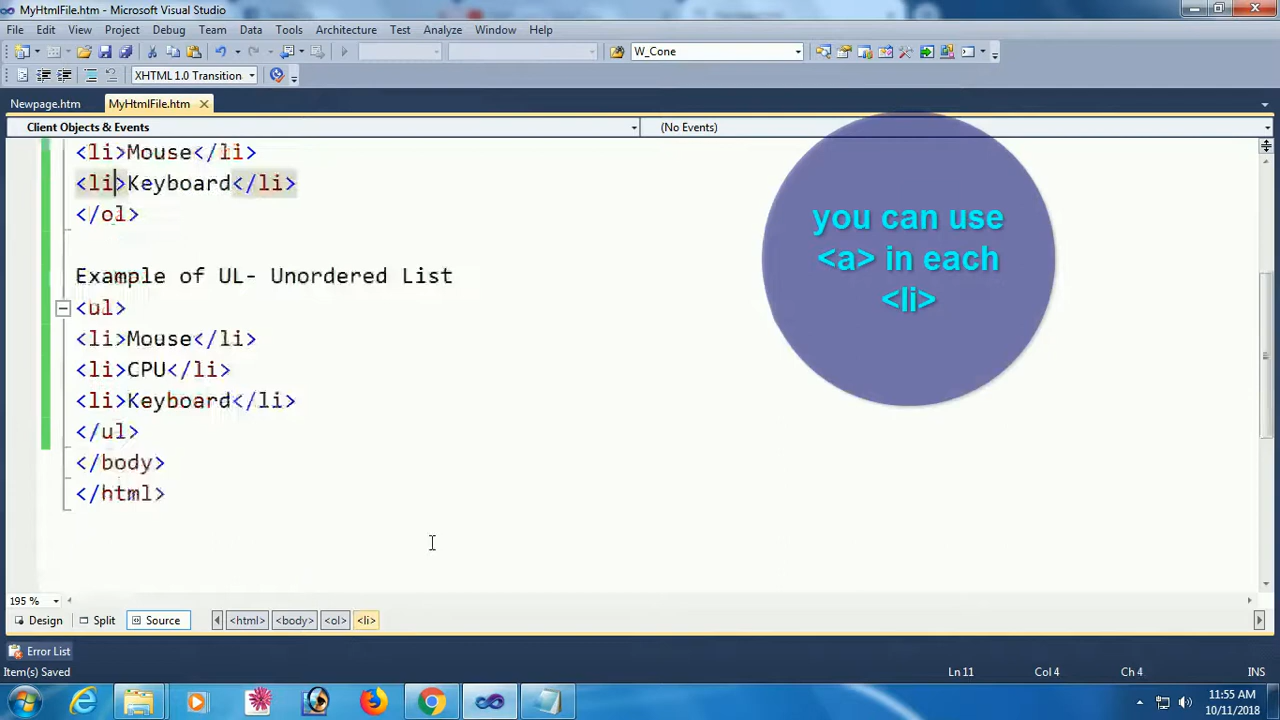 MyHtmlFile.htm - Microsoft Visual Studio
File Edit View Project Debug Team Data Tools Architecture Test Analyze Window Help
W_Cone
XHTML 1.0 Transition
Newpage.htm MyHtmlFile.htm
Client Objects & Events (No Events)
<li>Mouse</li>
<li>Keyboard</li>
</ol>
Example of UL- Unordered List
<ul>
<li>Mouse</li>
<li>CPU</li>
<li>Keyboard</li>
</ul>
</body>
</html>
you can use
<a> in each
<li>
195 %
Design Split Source <html> <body> <ol> <li>
Error List
Item(s) Saved Ln 11 Col 4 Ch 4 INS
11:55 AM
10/11/2018